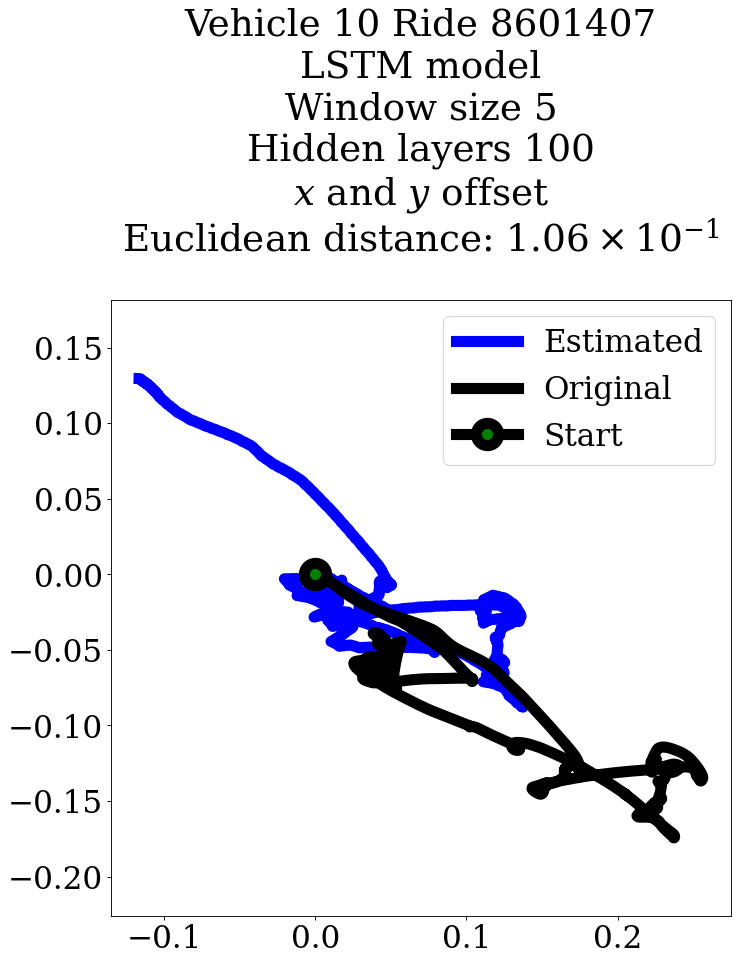 Vehicle 10 Ride 8601407
LSTM model
Window size 5
Hidden layers 100
x and y offset
Euclidean distance: 1.06 × 10⁻¹
Estimated
Original
Start
0.15
0.10
0.05
0.00
−0.05
−0.10
−0.15
−0.20
−0.1 0.0 0.1 0.2